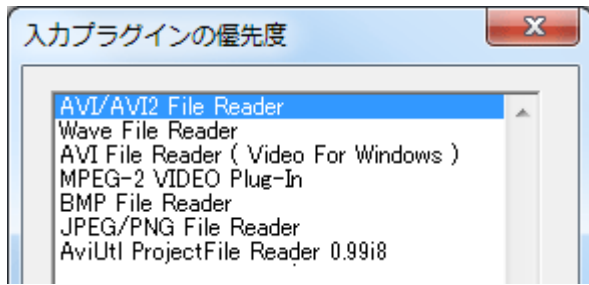 入力プラグインの優先度
AVI/AVI2 File Reader
Wave File Reader
AVI File Reader ( Video For Windows )
MPEG-2 VIDEO Plug-In
BMP File Reader
JPEG/PNG File Reader
AviUtl ProjectFile Reader 0.99i8